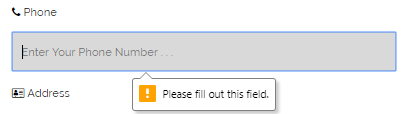 Phone
Enter Your Phone Number . . .
Please fill out this field.
Address